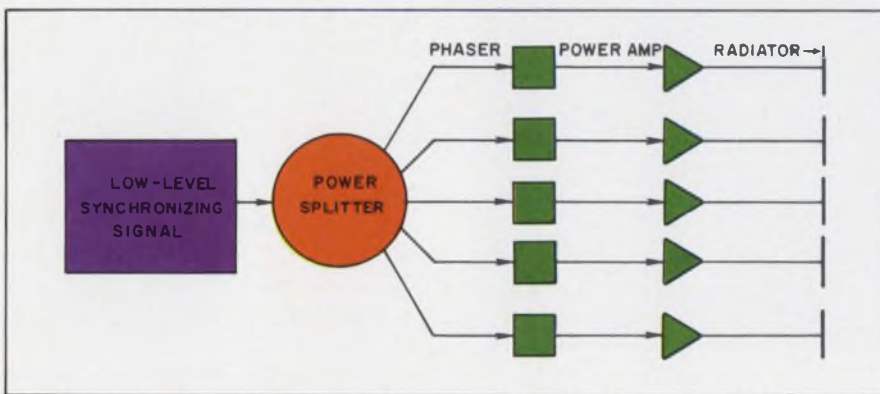 PHASER POWER AMP RADIATOR
LOW-LEVEL
SYNCHRONIZING
SIGNAL
POWER
SPLITTER